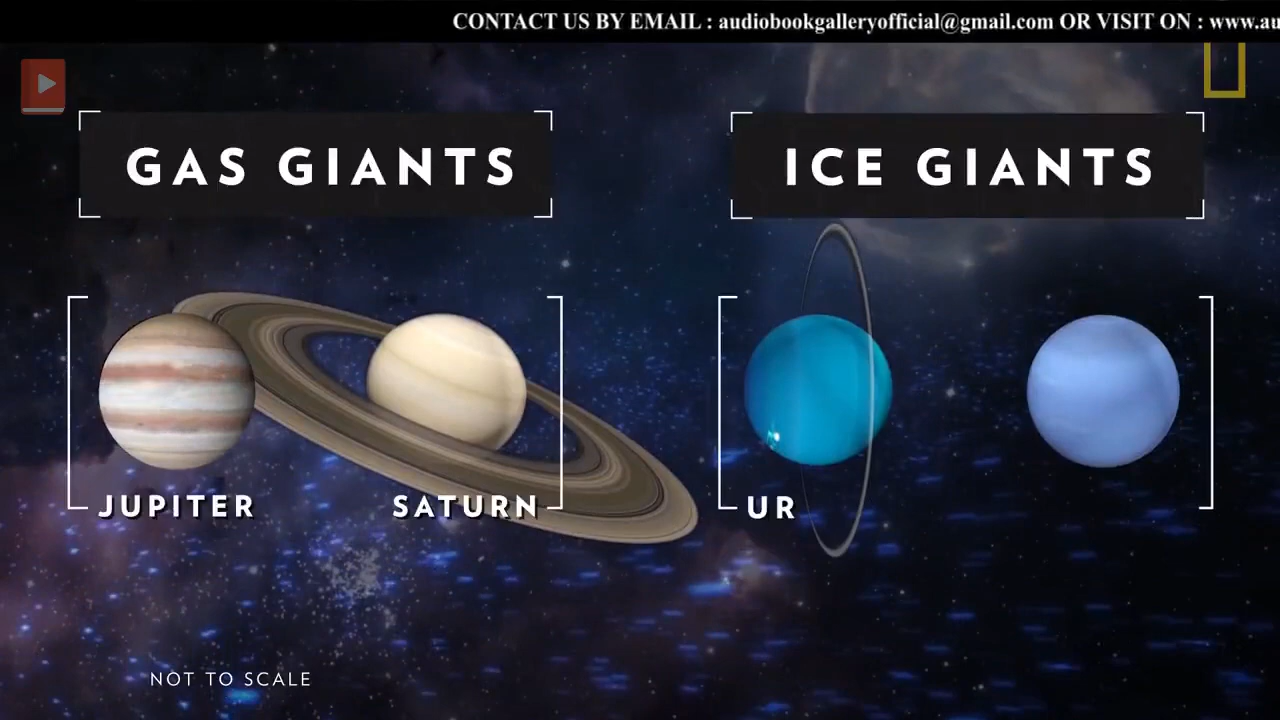 CONTACT US BY EMAIL : audiobookgalleryofficial@gmail.com OR VISIT ON : www.au
GAS GIANTS
ICE GIANTS
JUPITER
SATURN
UR
NOT TO SCALE